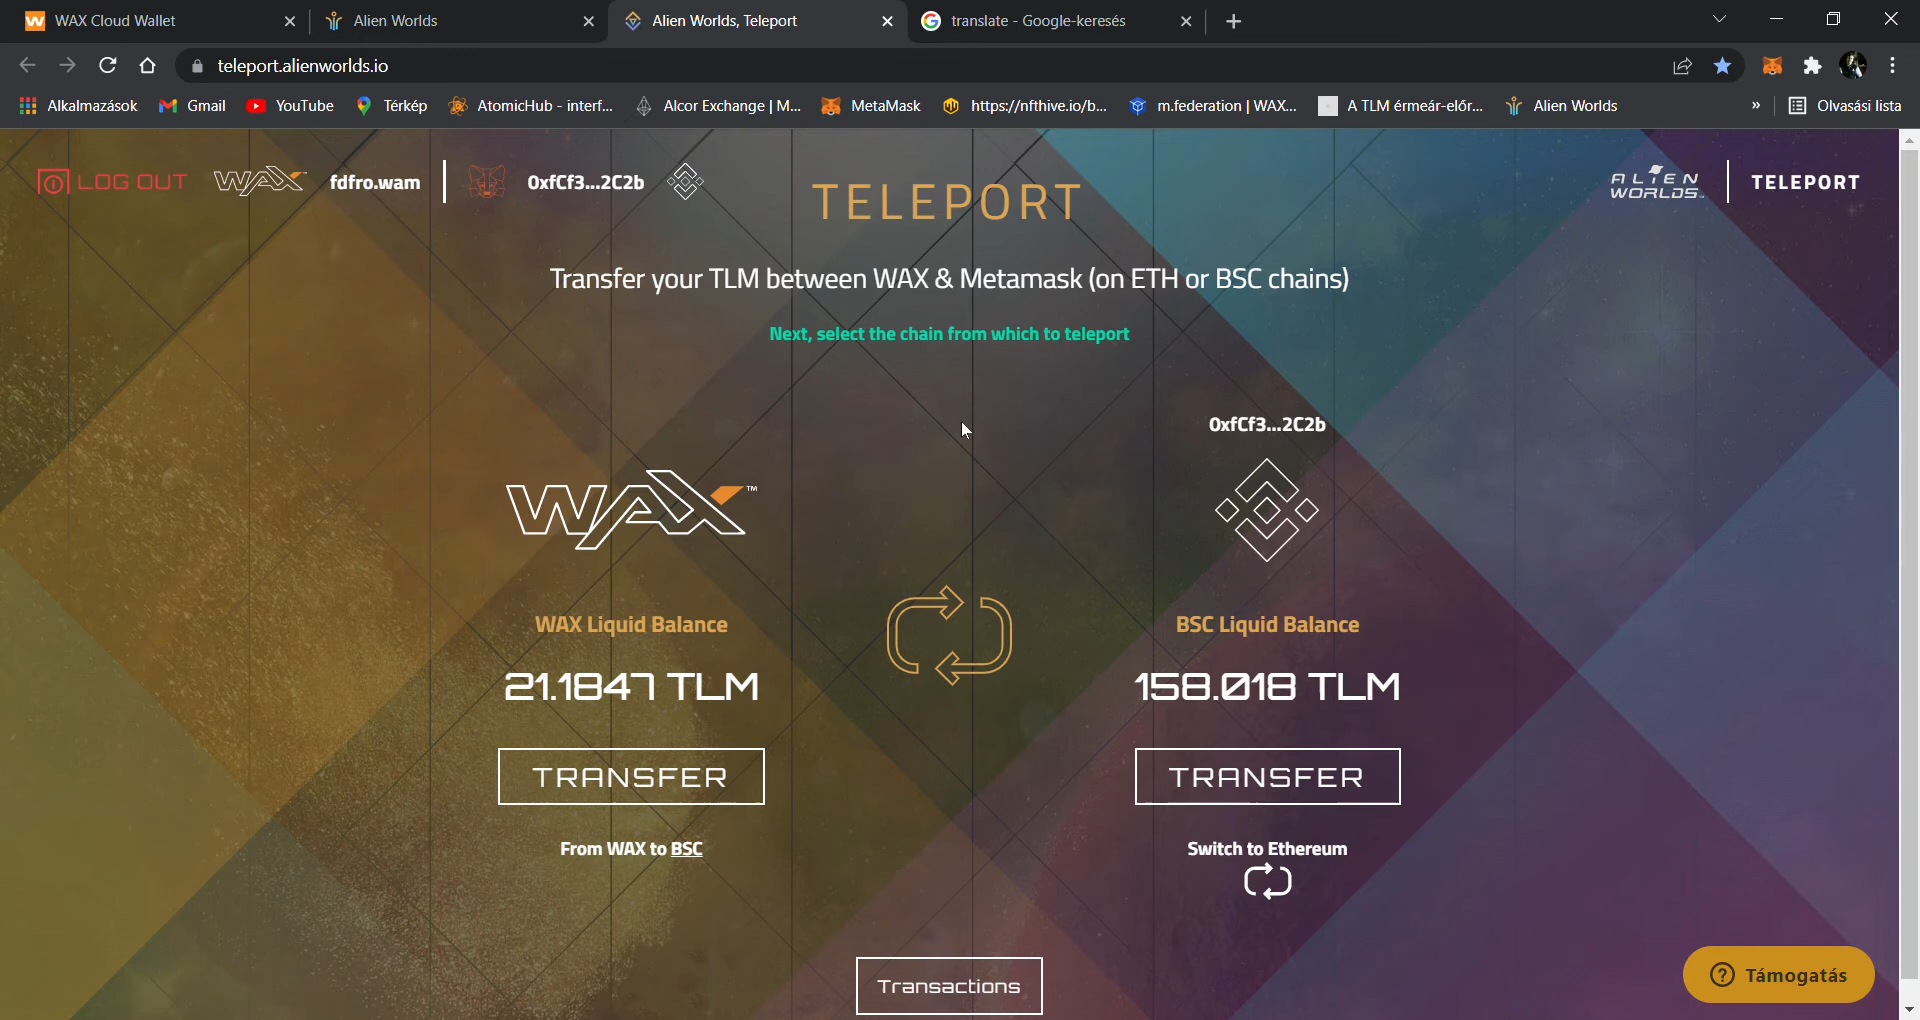 WAX Cloud Wallet
Alien Worlds
Alien Worlds, Teleport
translate - Google-keresés
teleport.alienworlds.io
Alkalmazások
Gmail
YouTube
Térkép
AtomicHub - interf...
Alcor Exchange | M...
MetaMask
https://nfthive.io/b...
m.federation | WAX...
A TLM érmeár-előr...
Alien Worlds
»
Olvasási lista
LOG OUT
WAX
fdfro.wam
0xfCf3...2C2b
ALIEN
WORLDS
TELEPORT
TELEPORT
Transfer your TLM between WAX & Metamask (on ETH or BSC chains)
Next, select the chain from which to teleport
0xfCf3...2C2b
WAX™
WAX Liquid Balance
BSC Liquid Balance
21.1847 TLM
158.018 TLM
TRANSFER
TRANSFER
From WAX to BSC
Switch to Ethereum
Transactions
Támogatás